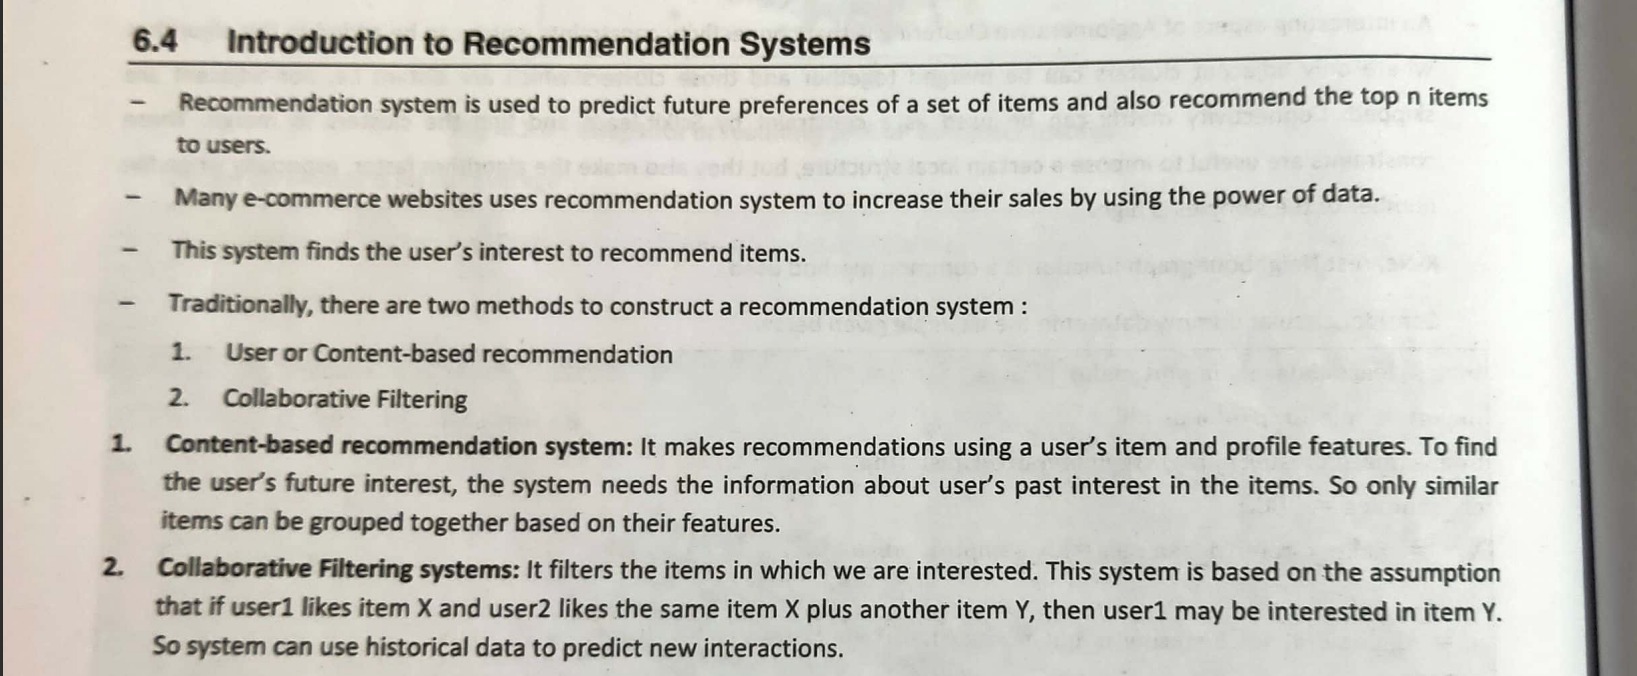 6.4 Introduction to Recommendation Systems
– Recommendation system is used to predict future preferences of a set of items and also recommend the top n items
to users.
– Many e-commerce websites uses recommendation system to increase their sales by using the power of data.
– This system finds the user's interest to recommend items.
– Traditionally, there are two methods to construct a recommendation system :
1. User or Content-based recommendation
2. Collaborative Filtering
1. Content-based recommendation system: It makes recommendations using a user's item and profile features. To find
the user's future interest, the system needs the information about user's past interest in the items. So only similar
items can be grouped together based on their features.
2. Collaborative Filtering systems: It filters the items in which we are interested. This system is based on the assumption
that if user1 likes item X and user2 likes the same item X plus another item Y, then user1 may be interested in item Y.
So system can use historical data to predict new interactions.